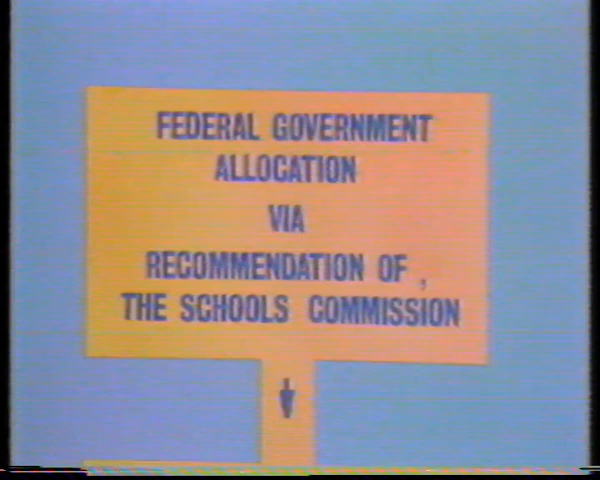 FEDERAL GOVERNMENT
ALLOCATION
VIA
RECOMMENDATION OF ,
THE SCHOOLS COMMISSION